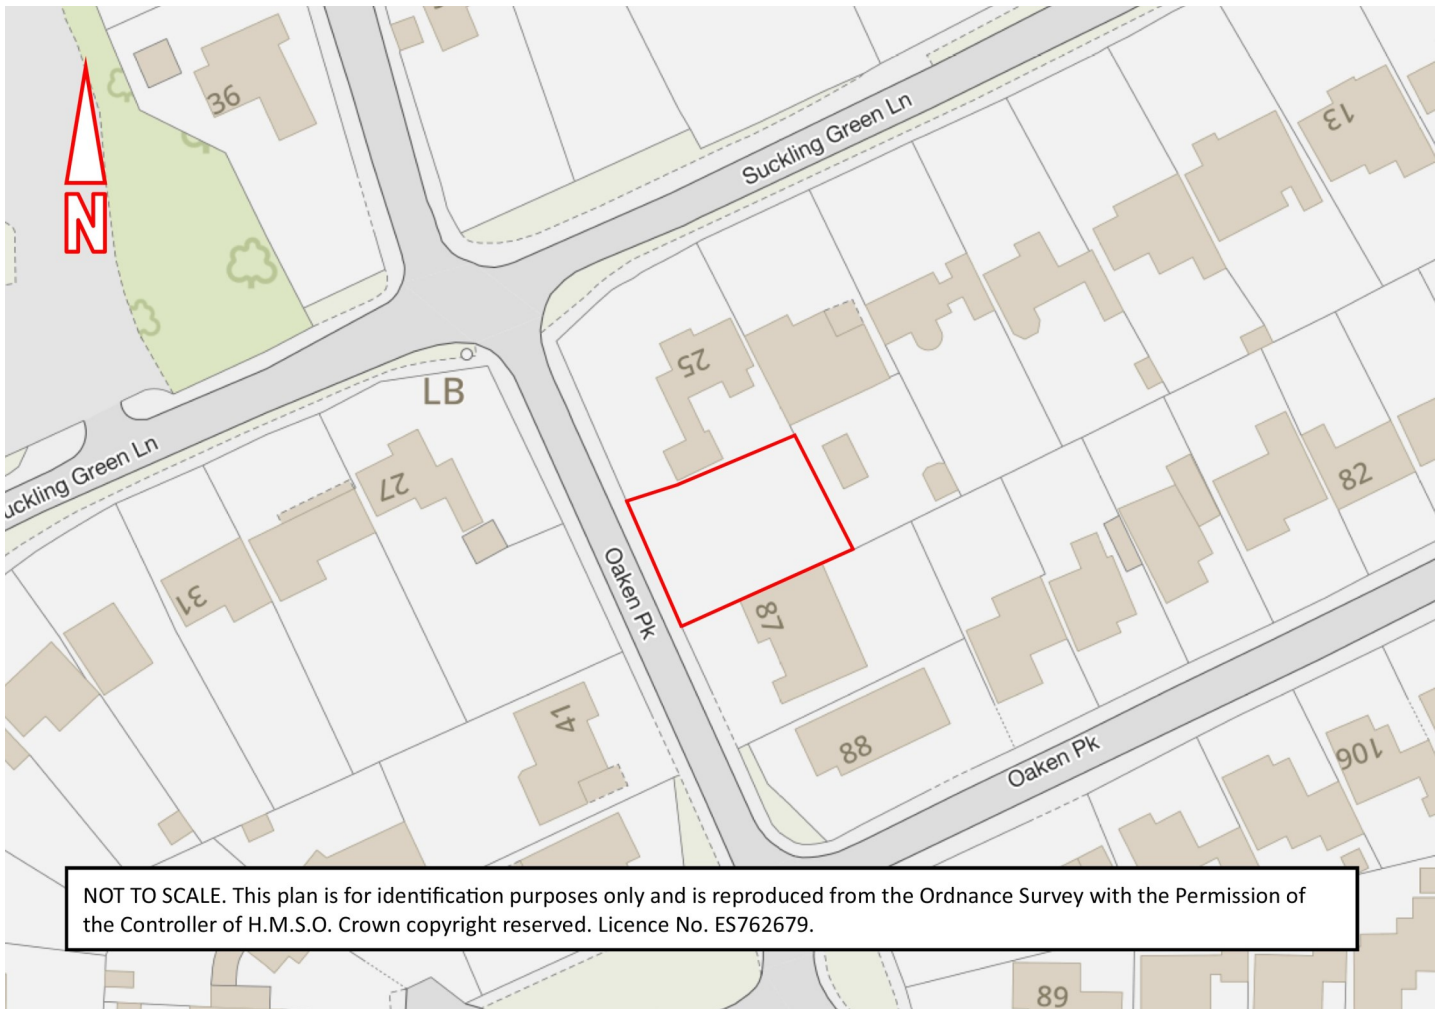 36
13
Suckling Green Ln
N
25
LB
27
Suckling Green Ln
82
31
Oaken Pk
87
41
88
Oaken Pk
106
NOT TO SCALE. This plan is for identification purposes only and is reproduced from the Ordnance Survey with the Permission of
the Controller of H.M.S.O. Crown copyright reserved. Licence No. ES762679.
89